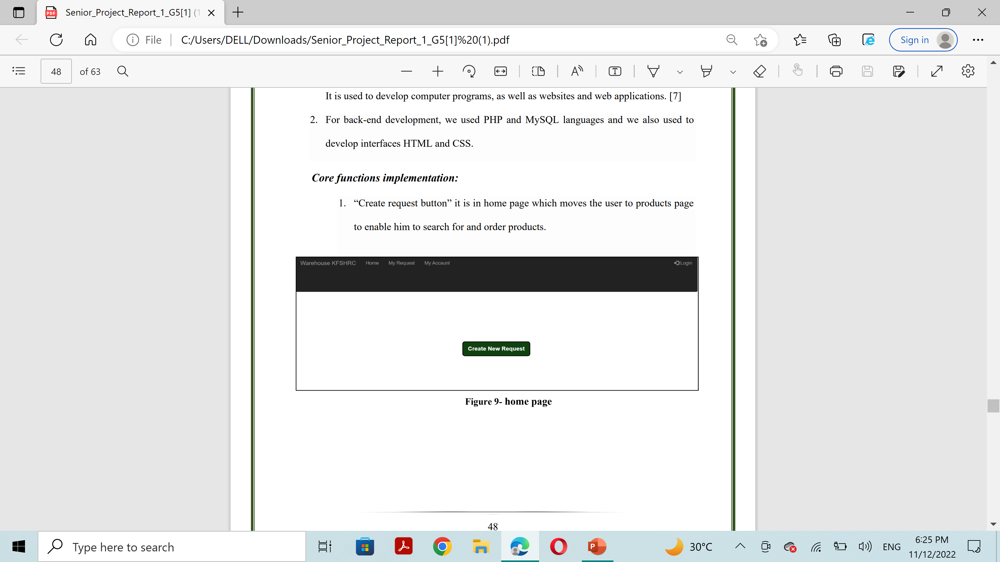 Senior_Project_Report_1_G5[1] (1
File
C:/Users/DELL/Downloads/Senior_Project_Report_1_G5[1]%20(1).pdf
Sign in
48 of 63
It is used to develop computer programs, as well as websites and web applications. [7]
2. For back-end development, we used PHP and MySQL languages and we also used to
develop interfaces HTML and CSS.
Core functions implementation:
1. “Create request button” it is in home page which moves the user to products page
to enable him to search for and order products.
Warehouse KFSHRC Home My Request My Accaunt Login
Create New Request
Figure 9- home page
48
Type here to search
30°C
ENG
6:25 PM
11/12/2022